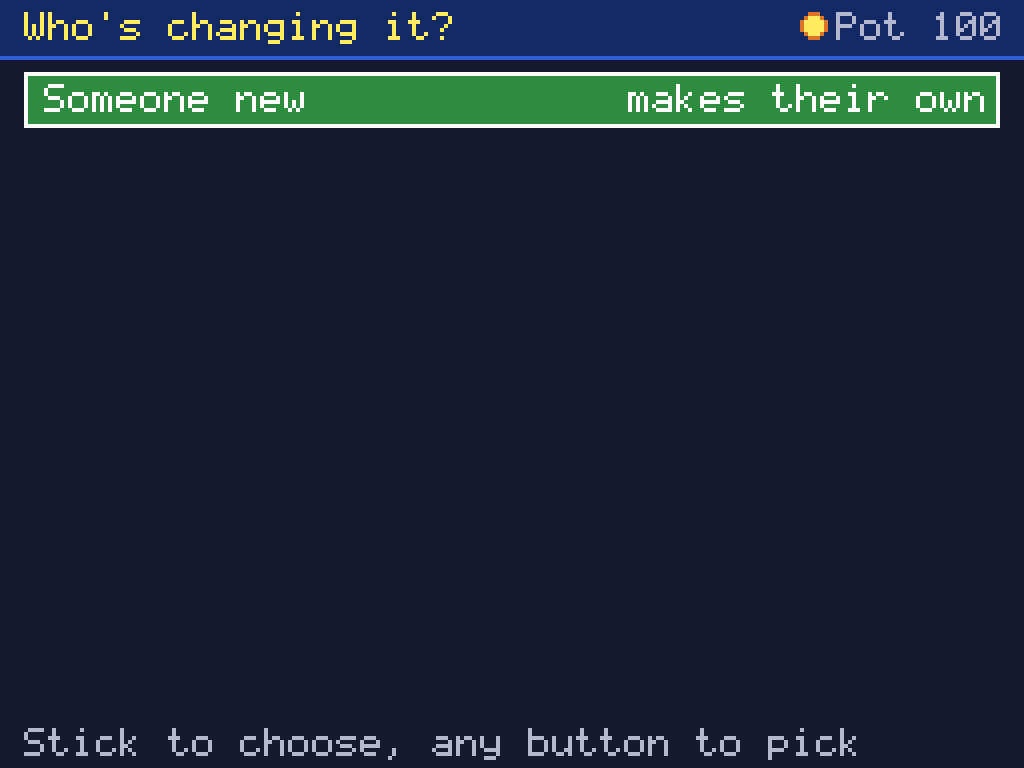 Who's changing it?
Pot 100
Someone new makes their own
Stick to choose, any button to pick